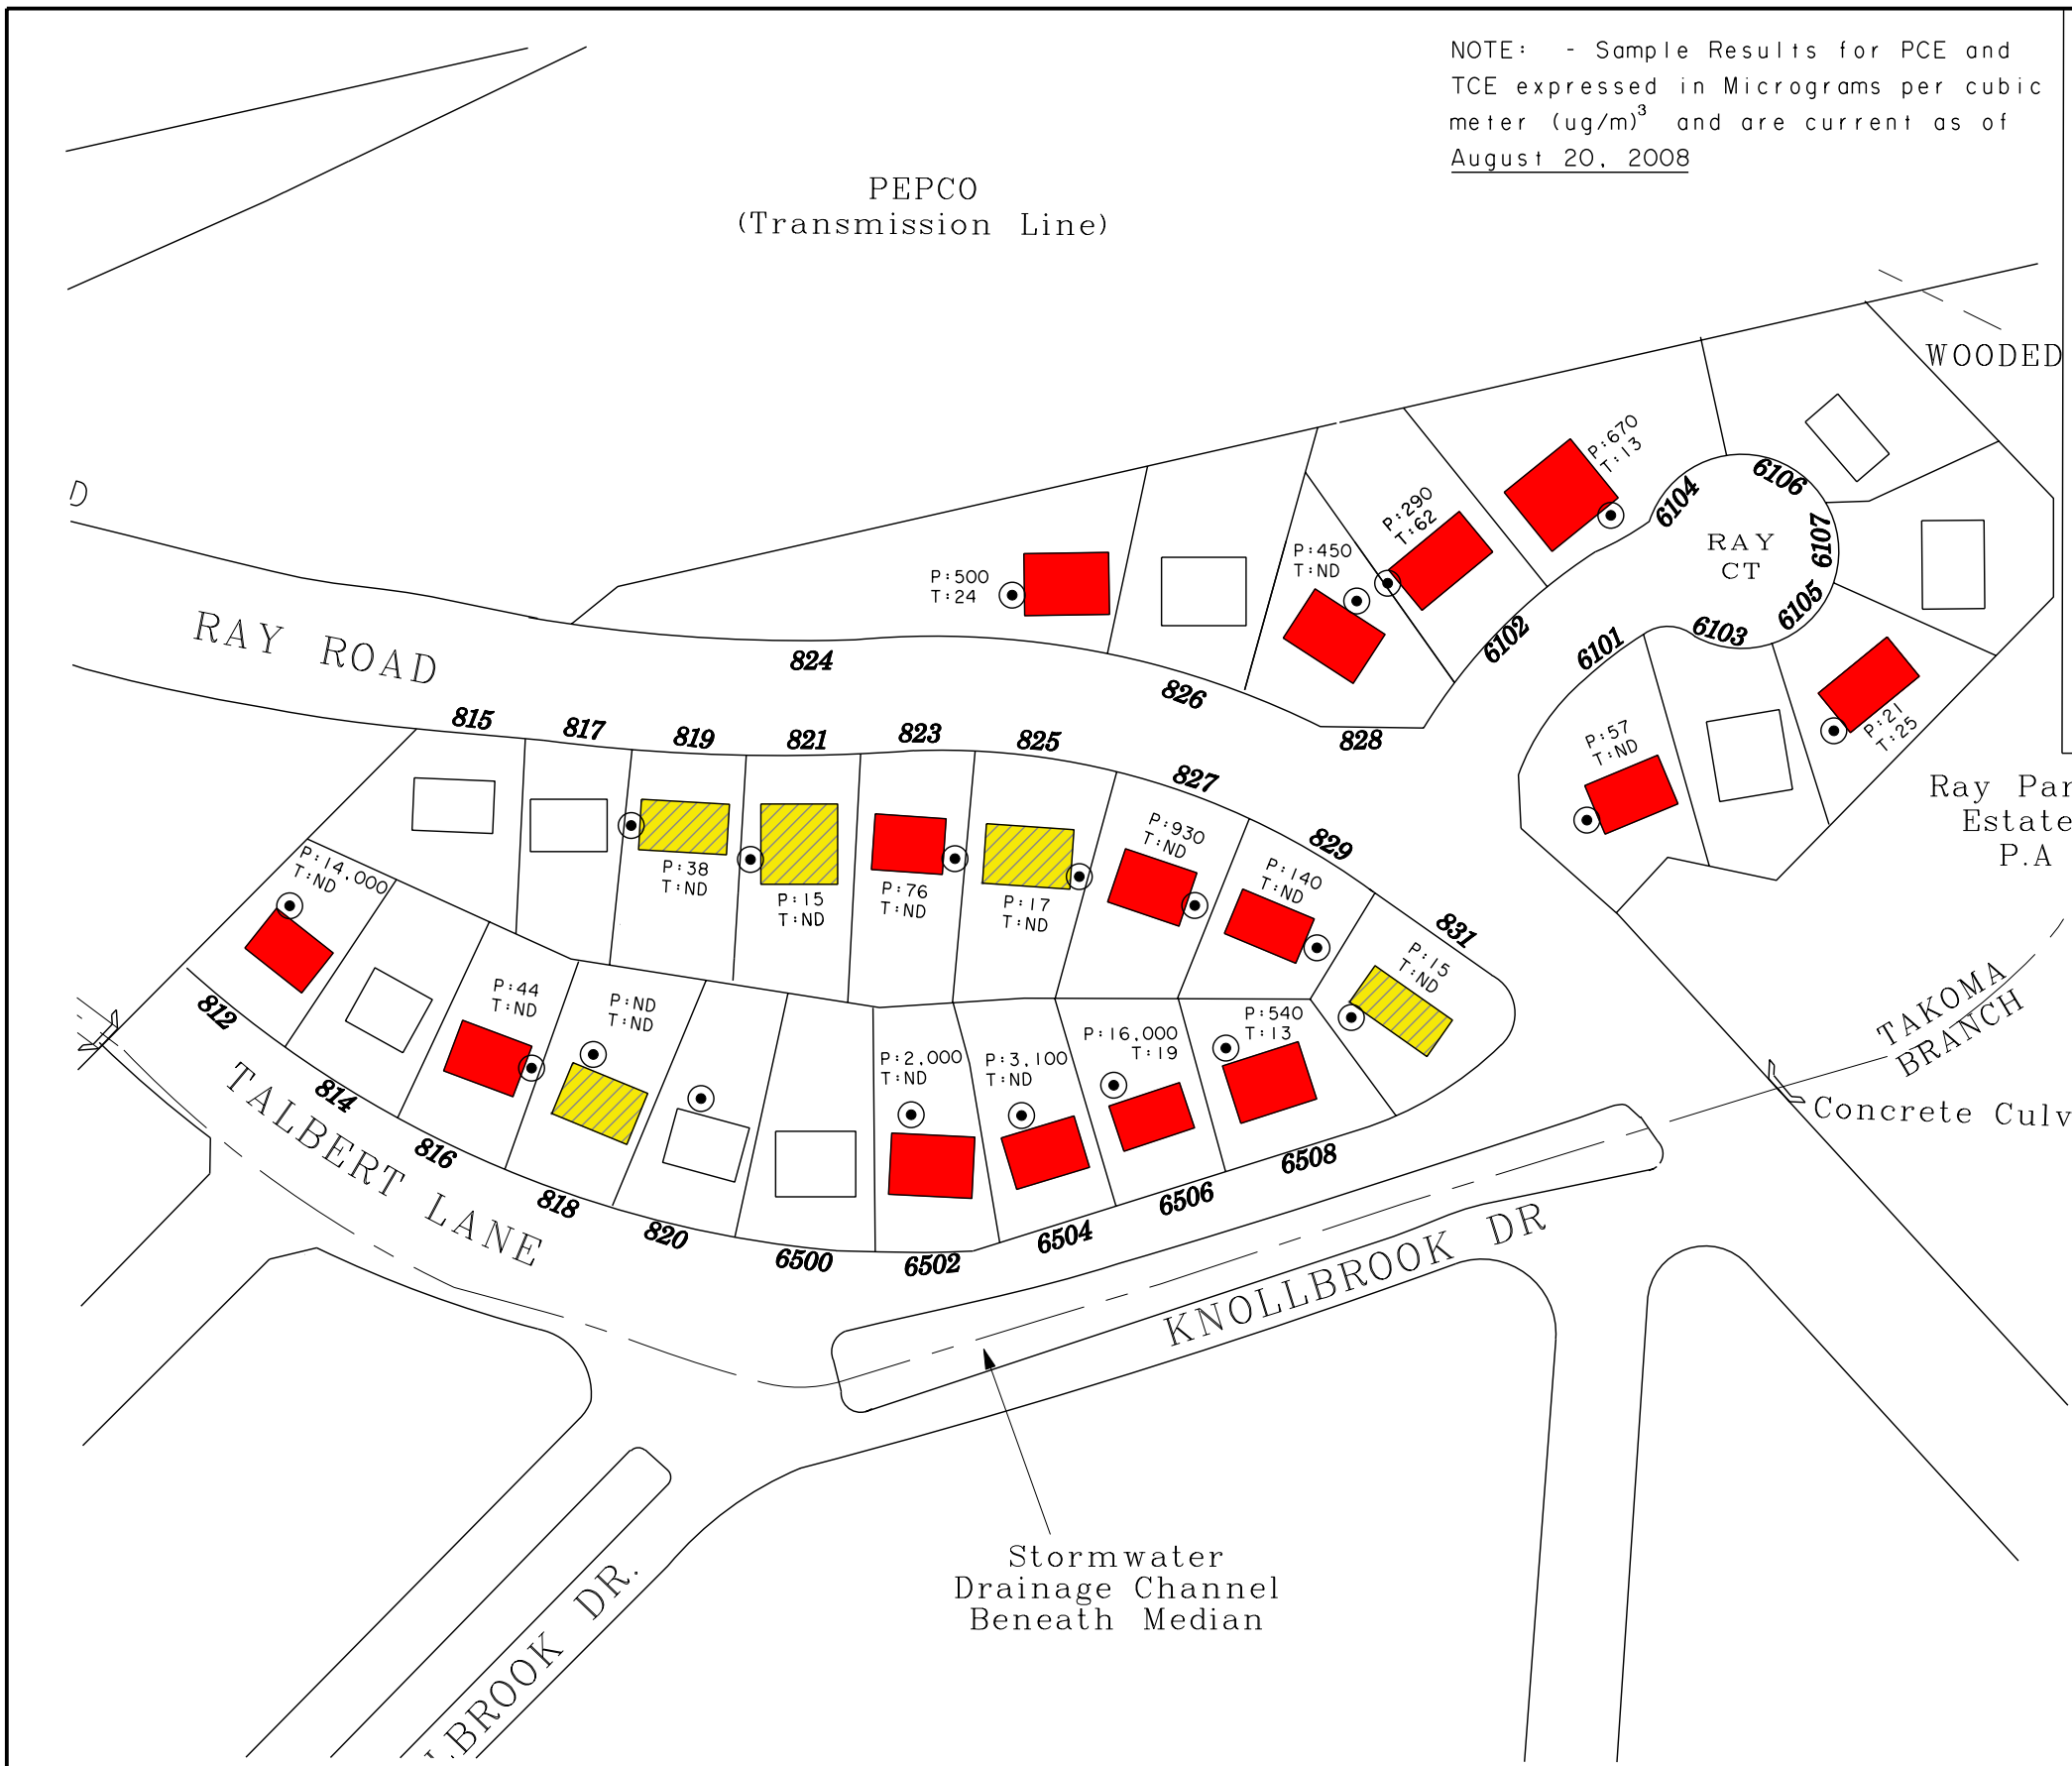 NOTE: - Sample Results for PCE and
TCE expressed in Micrograms per cubic
meter (ug/m)³ and are current as of
August 20, 2008
PEPCO
(Transmission Line)
WOODED
D
RAY ROAD
P:670
T:13
P:290
T:62
P:450
T:ND
P:500
T:24
6104
6106
6107
RAY
CT
6105
6103
6101
6102
824
826
828
P:21
T:25
P:57
T:ND
815
817
819
821
823
825
827
829
831
P:14,000
T:ND
P:38
T:ND
P:15
T:ND
P:76
T:ND
P:17
T:ND
P:930
T:ND
P:140
T:ND
P:15
T:ND
Ray Par
Estate
P.A
P:44
T:ND
P:ND
T:ND
P:2,000
T:ND
P:3,100
T:ND
P:16,000
T:19
P:540
T:13
TAKOMA
BRANCH
Concrete Culv
812
814
816
818
820
6500
6502
6504
6506
6508
TALBERT LANE
KNOLLBROOK DR
Stormwater
Drainage Channel
Beneath Median
LBROOK DR.